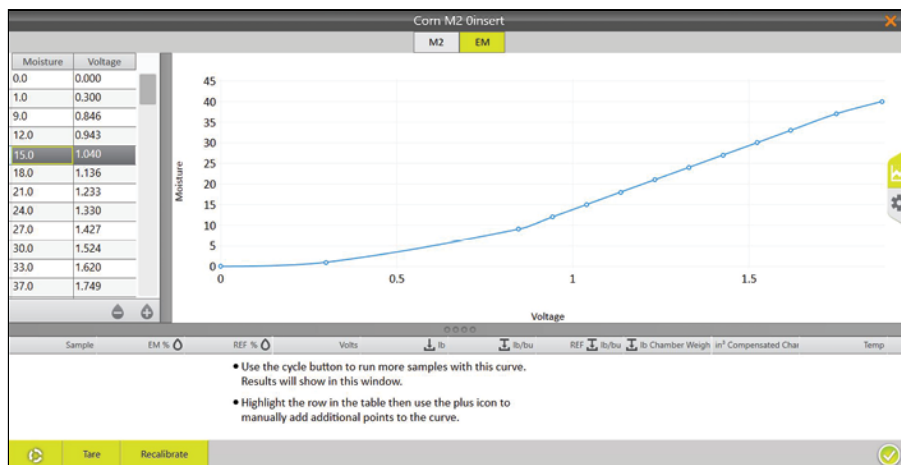 Corn M2 0insert
M2 EM
Moisture Voltage
0.0 0.000
1.0 0.300
9.0 0.846
12.0 0.943
15.0 1.040
18.0 1.136
21.0 1.233
24.0 1.330
27.0 1.427
30.0 1.524
33.0 1.620
37.0 1.749
Moisture
45
40
35
30
25
20
15
10
5
0
0 0.5 1 1.5
Voltage
Sample EM % REF % Volts lb lb/bu REF lb/bu lb Chamber Weigh in³ Compensated Chai Temp
• Use the cycle button to run more samples with this curve.
Results will show in this window.
• Highlight the row in the table then use the plus icon to
manually add additional points to the curve.
Tare Recalibrate